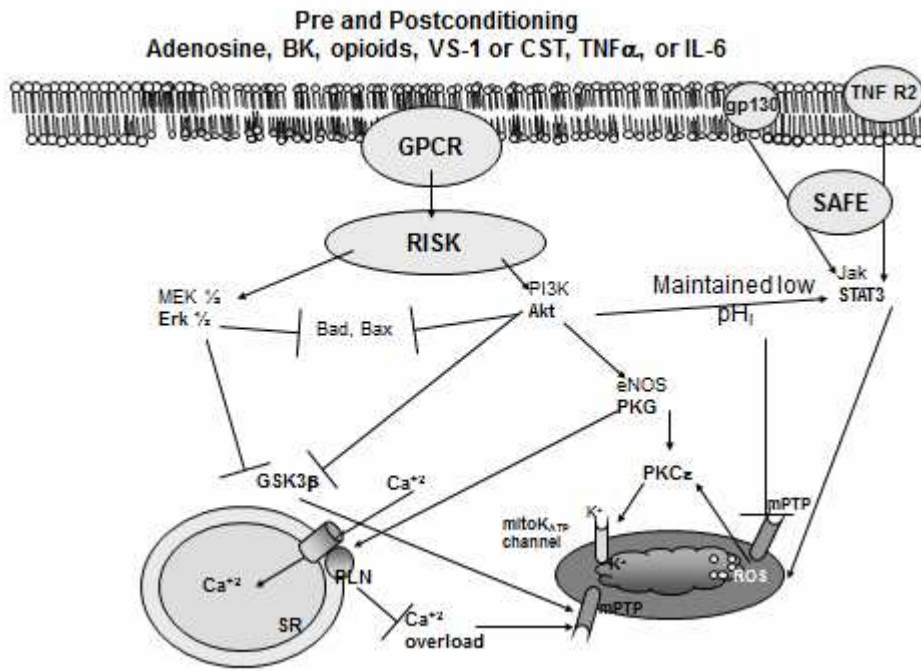 Pre and Postconditioning
Adenosine, BK, opioids, VS-1 or CST, TNFα, or IL-6
gp130
TNF R2
GPCR
SAFE
RISK
MEK ½
Erk ½
Bad, Bax
PI3K
Akt
Maintained low
pHᵢ
Jak
STAT3
eNOS
PKG
GSK3β
Ca⁺²
PKCε
mitoK_ATP
channel
K⁺
mPTP
K⁺
ROS
Ca⁺²
PLN
SR
Ca⁺²
overload
mPTP